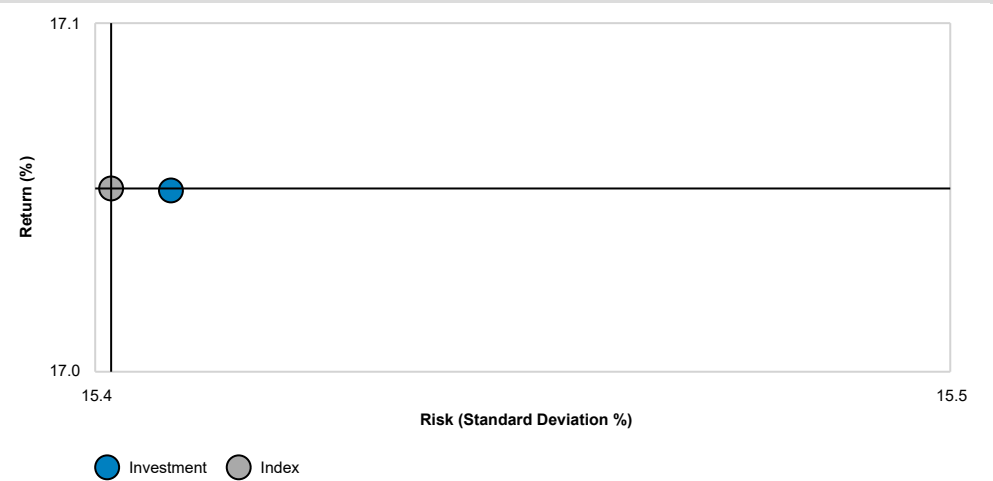 17.1
Return (%)
17.0
15.4
15.5
Risk (Standard Deviation %)
Investment
Index